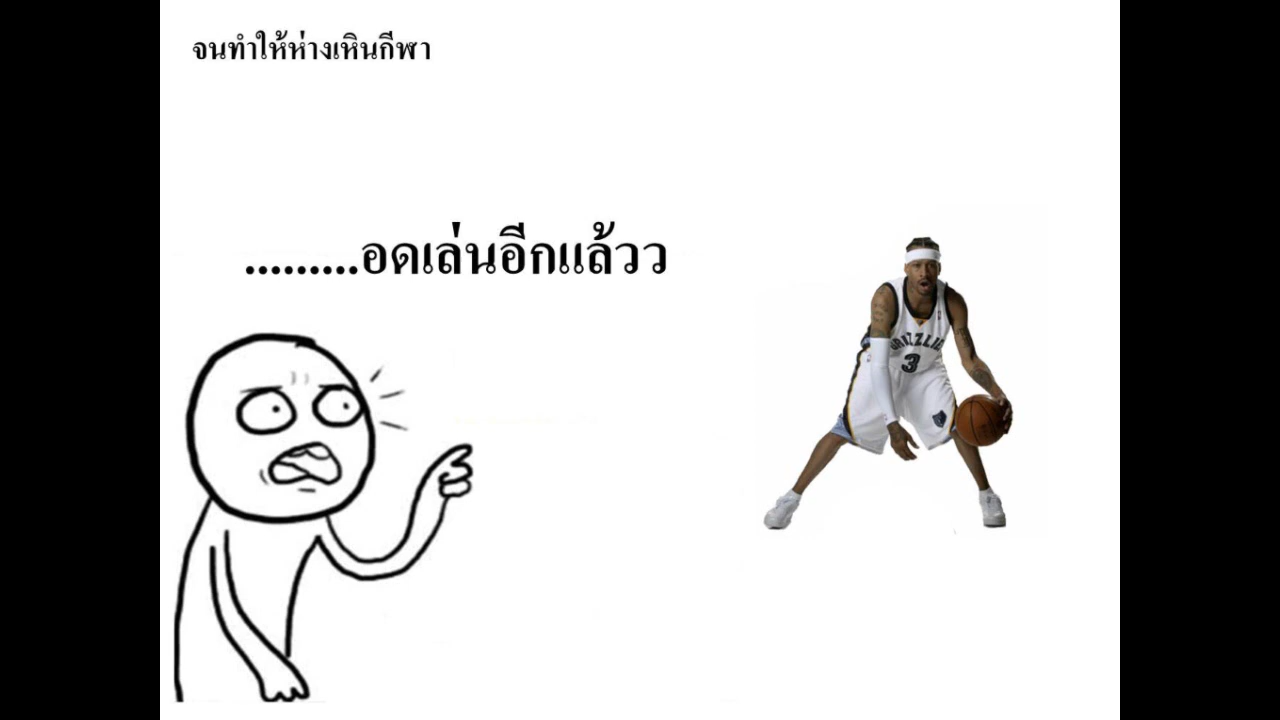 จนทำให้ห่างเหินกีฬา
.........อดเล่นอีกแล้วว
3